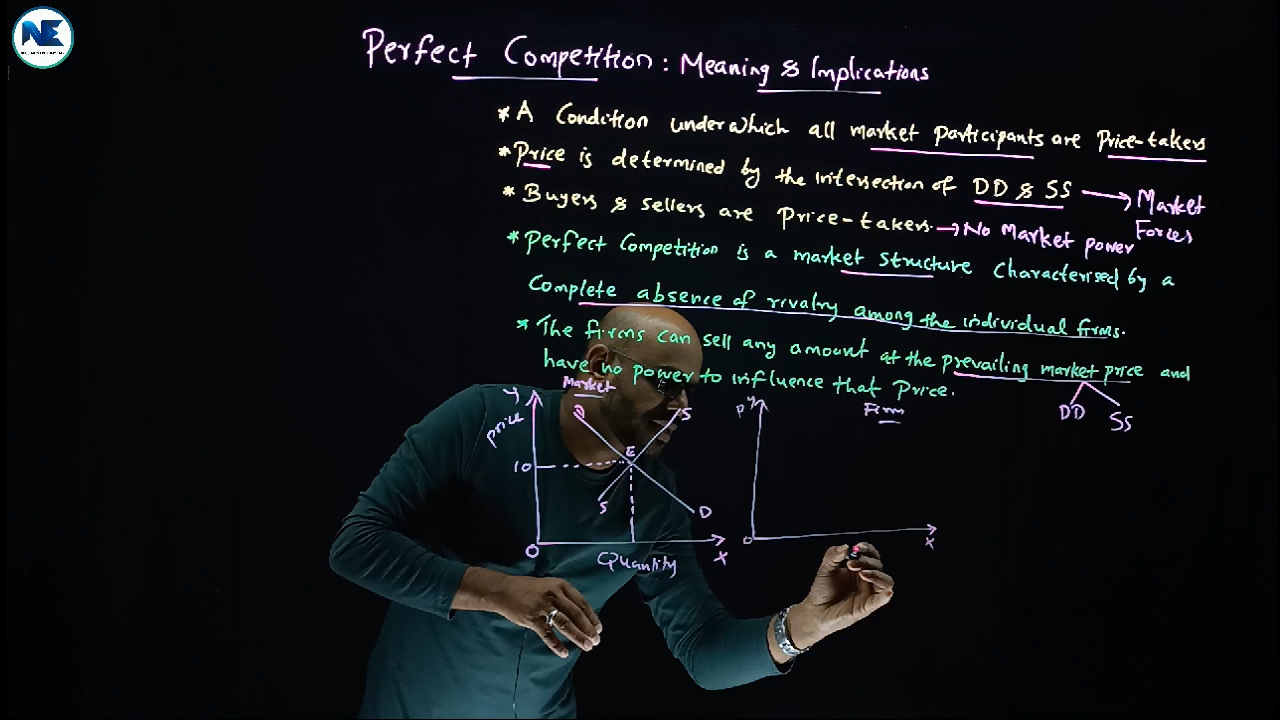 NE
Perfect Competition : Meaning & Implications
* A Condition under which all market participants are Price-takers
* Price is determined by the intersection of DD & SS → Market Forces
* Buyers & sellers are Price-takers. → No Market power
* Perfect Competition is a market structure characterised by a
Complete absence of rivalry among the individual firms.
* The firms can sell any amount at the prevailing market price and
have no power to influence that Price.
DD SS
Market
Y
Price
D
S
E
10
S
D
O
Quantity
X
Firm
P
Y
O
X